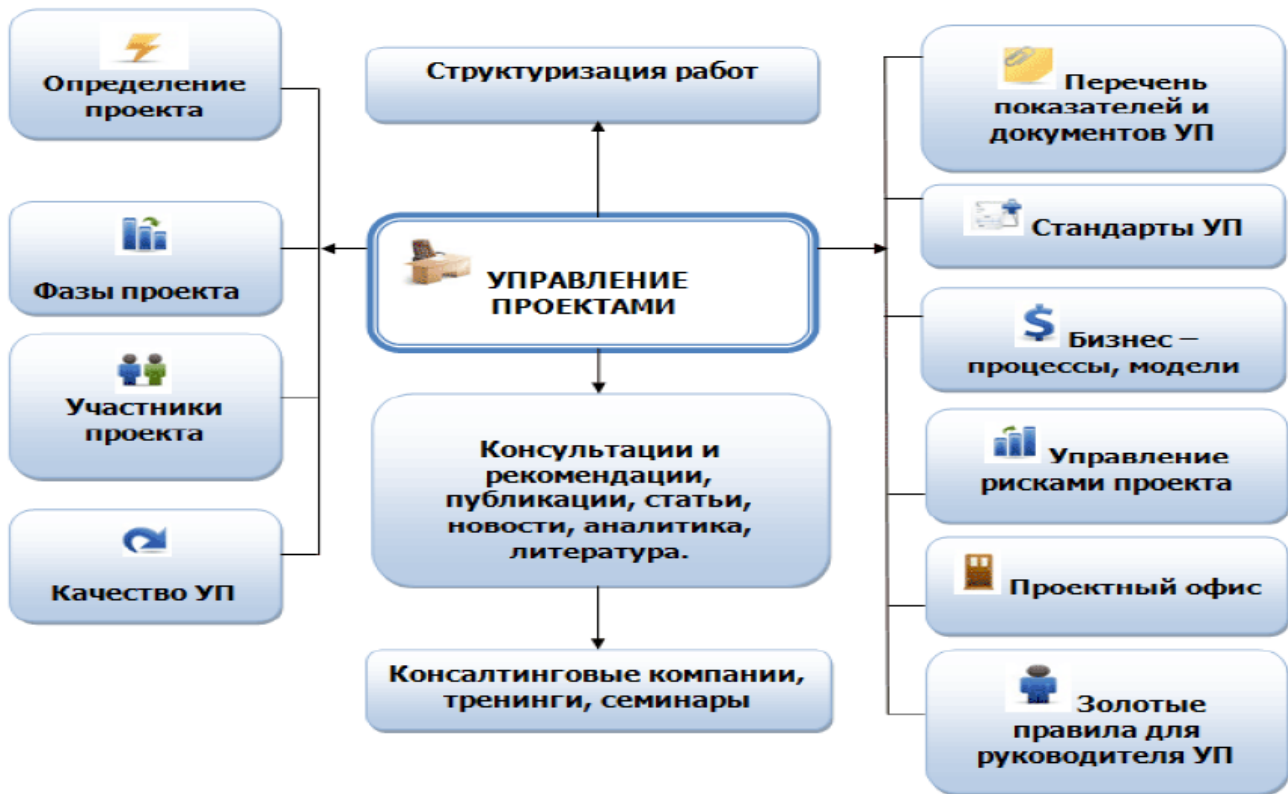 Определение
проекта
Фазы проекта
Участники
проекта
Качество УП
Структуризация работ
УПРАВЛЕНИЕ
ПРОЕКТАМИ
Консультации и
рекомендации,
публикации, статьи,
новости, аналитика,
литература.
Консалтинговые компании,
тренинги, семинары
Перечень
показателей и
документов УП
Стандарты УП
Бизнес –
процессы, модели
Управление
рисками проекта
Проектный офис
Золотые
правила для
руководителя УП